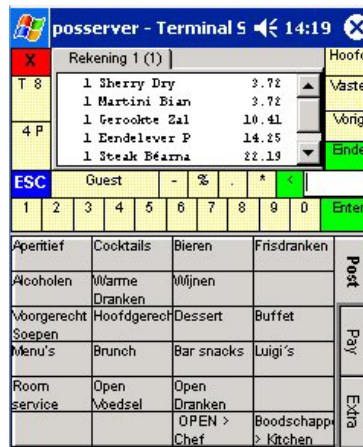 posserver - Terminal S 14:19
X Rekening 1 (1) Hoofd
T 8 1 Sherry Dry 3.72 Vaste
1 Martini Bian 3.72
1 Gerookte Zal 10.41 Vorig
4 P 1 Eendelever P 14.25
1 Steak Béarna 22.19 Einde
ESC Guest - % . * <
1 2 3 4 5 6 7 8 9 0 Enter
Aperitief Cocktails Bieren Frisdranken
Post
Alcoholen Warme Dranken Wijnen
Voorgerecht Soepen Hoofdgerech Dessert Buffet
Pay
Menu's Brunch Bar snacks Luigi's
Room service Open Voedsel Open Dranken
Extra
OPEN > Chef Boodschappe > Kitchen